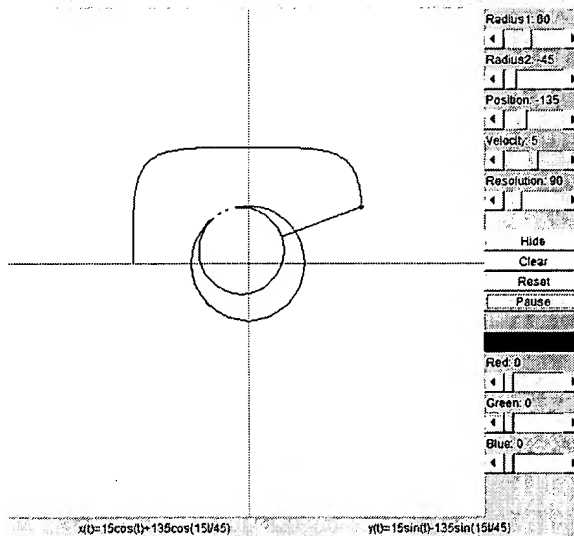 Radius1: 60
Radius2: -45
Position: -135
Velocity: 5
Resolution: 90
Hide
Clear
Reset
Pause
Red: 0
Green: 0
Blue: 0
x(t)=15cos(t)+135cos(15t/45)
y(t)=15sin(t)-135sin(15t/45)